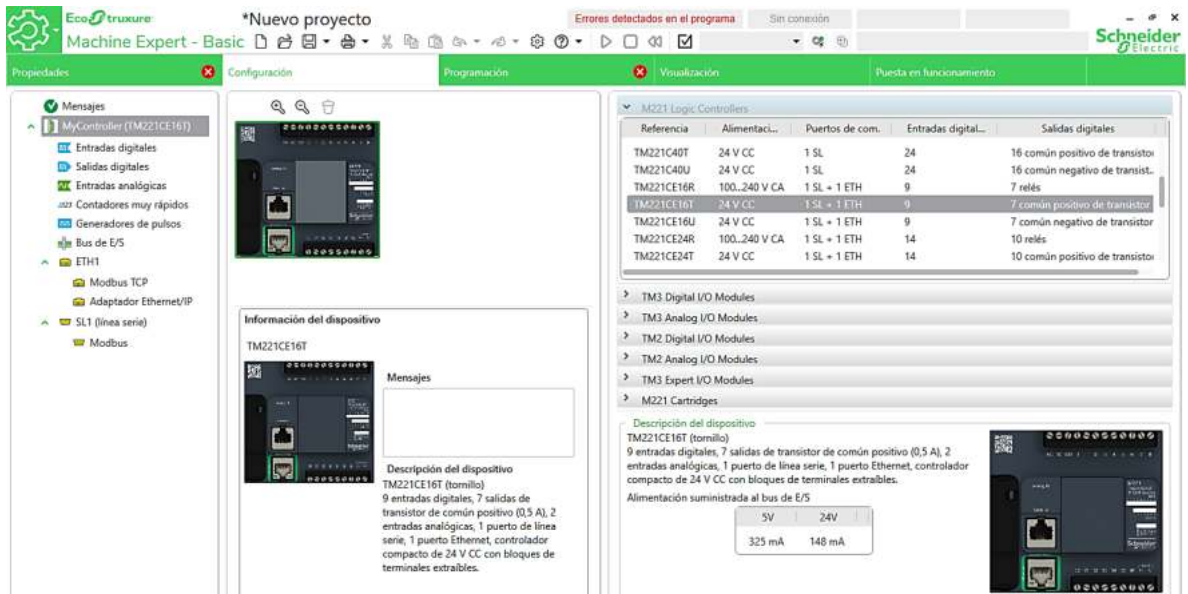 EcoStruxure
Machine Expert - Basic
*Nuevo proyecto
Errores detectados en el programa
Sin conexión
Schneider
Electric
Propiedades
Configuración
Programación
Visualización
Puesta en funcionamiento
Mensajes
MyController (TM221CE16T)
Entradas digitales
Salidas digitales
Entradas analógicas
Contadores muy rápidos
Generadores de pulsos
Bus de E/S
ETH1
Modbus TCP
Adaptador Ethernet/IP
SL1 (línea serie)
Modbus
Información del dispositivo
TM221CE16T
Mensajes
Descripción del dispositivo
TM221CE16T (tornillo)
9 entradas digitales, 7 salidas de
transistor de común positivo (0,5 A), 2
entradas analógicas, 1 puerto de línea
serie, 1 puerto Ethernet, controlador
compacto de 24 V CC con bloques de
terminales extraíbles.
M221 Logic Controllers
Referencia Alimentaci... Puertos de com. Entradas digital... Salidas digitales
TM221C40T 24 V CC 1 SL 24 16 común positivo de transistor
TM221C40U 24 V CC 1 SL 24 16 común negativo de transist..
TM221CE16R 100...240 V CA 1 SL + 1 ETH 9 7 relés
TM221CE16T 24 V CC 1 SL + 1 ETH 9 7 común positivo de transistor
TM221CE16U 24 V CC 1 SL + 1 ETH 9 7 común negativo de transistor
TM221CE24R 100...240 V CA 1 SL + 1 ETH 14 10 relés
TM221CE24T 24 V CC 1 SL + 1 ETH 14 10 común positivo de transistor
TM3 Digital I/O Modules
TM3 Analog I/O Modules
TM2 Digital I/O Modules
TM2 Analog I/O Modules
TM3 Expert I/O Modules
M221 Cartridges
Descripción del dispositivo
TM221CE16T (tornillo)
9 entradas digitales, 7 salidas de transistor de común positivo (0,5 A), 2
entradas analógicas, 1 puerto de línea serie, 1 puerto Ethernet, controlador
compacto de 24 V CC con bloques de terminales extraíbles.
Alimentación suministrada al bus de E/S
5V 24V
325 mA 148 mA